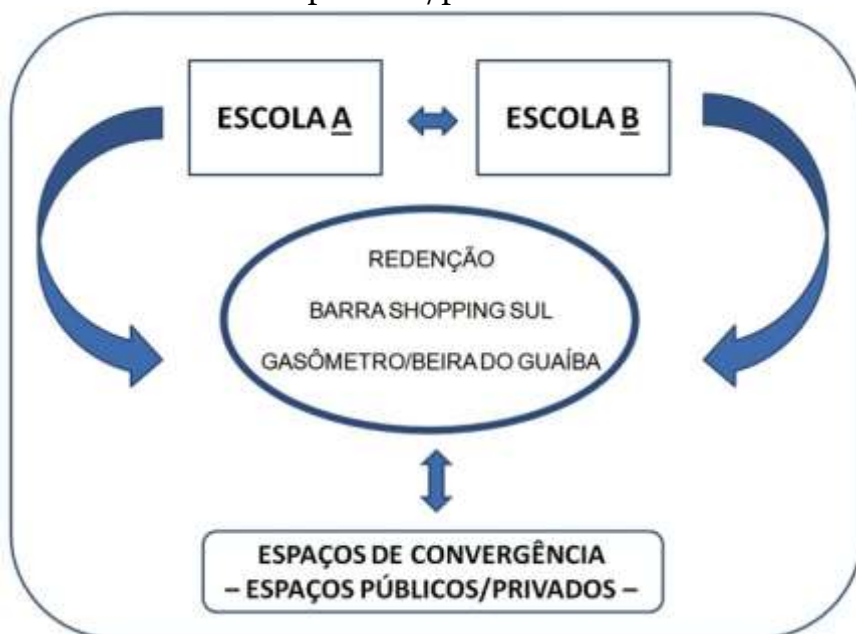 ESCOLA A
ESCOLA B
REDENÇÃO
BARRA SHOPPING SUL
GASÔMETRO/BEIRA DO GUAÍBA
ESPAÇOS DE CONVERGÊNCIA
– ESPAÇOS PÚBLICOS/PRIVADOS –